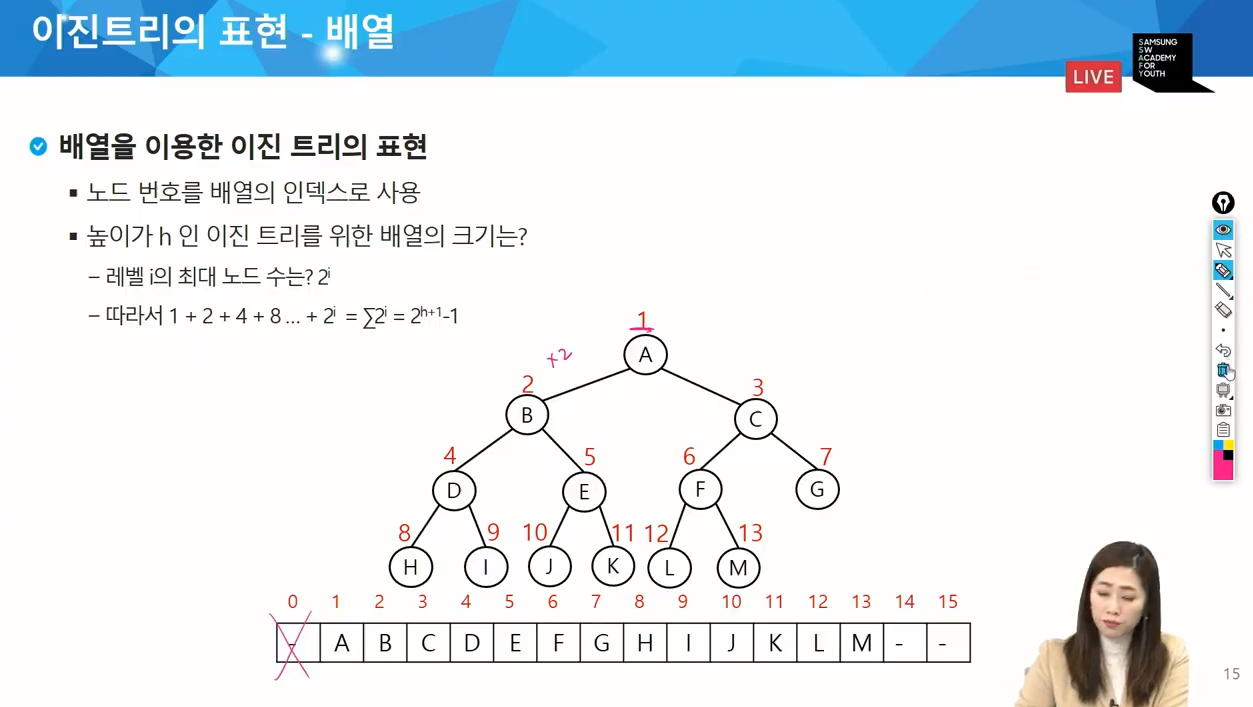 이진트리의 표현 - 배열
SAMSUNG
SW
ACADEMY
FOR
YOUTH
LIVE
배열을 이용한 이진 트리의 표현
▪ 노드 번호를 배열의 인덱스로 사용
▪ 높이가 h 인 이진 트리를 위한 배열의 크기는?
– 레벨 i의 최대 노드 수는? 2ⁱ
– 따라서 1 + 2 + 4 + 8 ... + 2ⁱ = ∑2ⁱ = 2ʰ⁺¹-1
1
A
×2
2 3
B C
4 5 6 7
D E F G
8 9 10 11 12 13
H I J K L M
0 1 2 3 4 5 6 7 8 9 10 11 12 13 14 15
- A B C D E F G H I J K L M - -
15